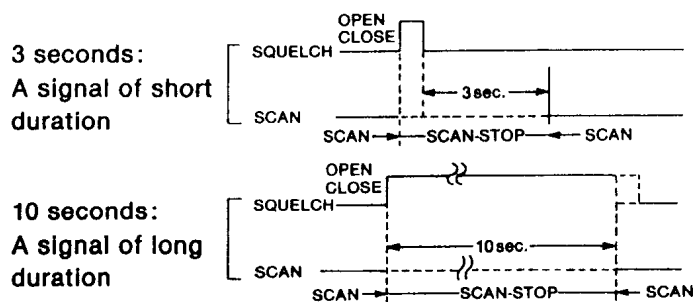 3 seconds:
A signal of short
duration
OPEN
CLOSE
SQUELCH
3 sec.
SCAN
SCAN SCAN-STOP SCAN
10 seconds:
A signal of long
duration
OPEN
CLOSE
SQUELCH
10 sec.
SCAN
SCAN SCAN-STOP SCAN